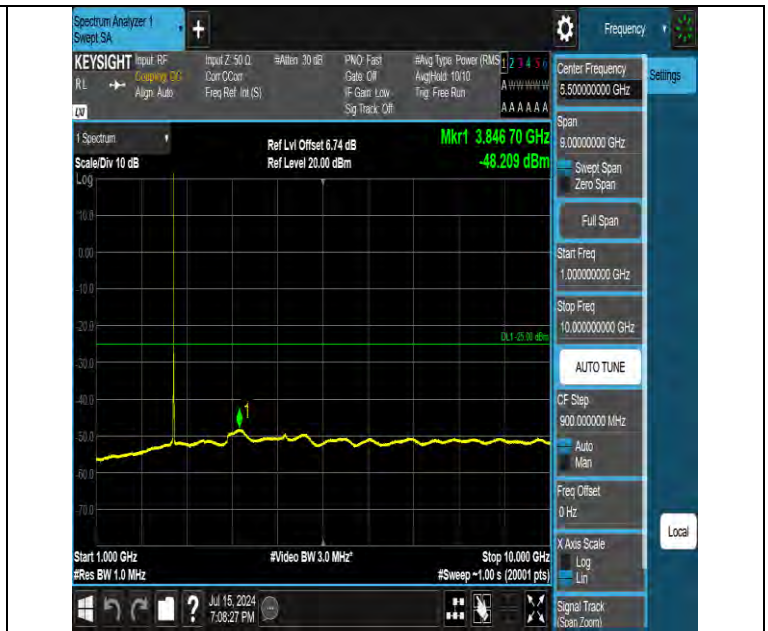 Spectrum Analyzer 1
Swept SA
+
Frequency
KEYSIGHT Input: RF
RL
Coupling: DC
Align: Auto
Input Z: 50 Ω
Corr CCorr
Freq Ref: Int (S)
#Atten: 30 dB
PNO: Fast
Gate: Off
IF Gain: Low
Sig Track: Off
#Avg Type: Power (RMS
Avg|Hold: 10/10
Trig: Free Run
1 2 3 4 5 6
A W W W W W
A A A A A A
1 Spectrum
Scale/Div 10 dB
Ref Lvl Offset 6.74 dB
Ref Level 20.00 dBm
Mkr1 3.846 70 GHz
-48.209 dBm
Log
10.0
0.00
-10.0
-20.0
-30.0
-40.0
-50.0
-60.0
-70.0
DL1 -25.00 dBm
1
Start 1.000 GHz
#Res BW 1.0 MHz
#Video BW 3.0 MHz*
Stop 10.000 GHz
#Sweep ~1.00 s (20001 pts)
?
Jul 15, 2024
7:08:27 PM
Center Frequency
5.500000000 GHz
Settings
Span
9.00000000 GHz
Swept Span
Zero Span
Full Span
Start Freq
1.000000000 GHz
Stop Freq
10.000000000 GHz
AUTO TUNE
CF Step
900.000000 MHz
Auto
Man
Freq Offset
0 Hz
X Axis Scale
Log
Lin
Local
Signal Track
(Span Zoom)